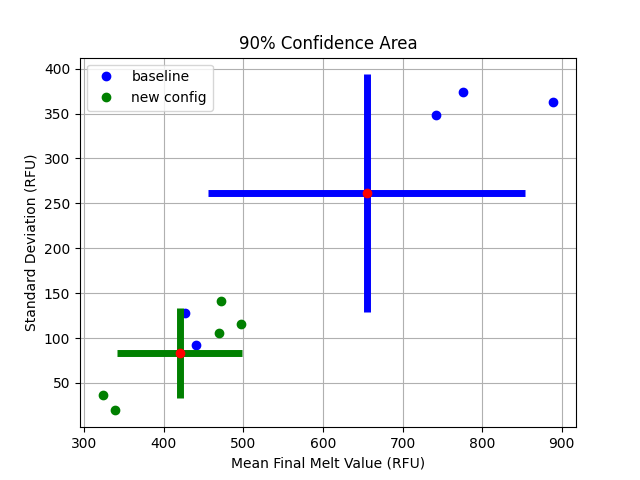 90% Confidence Area
baseline
new config
400
350
300
250
200
150
100
50
Standard Deviation (RFU)
300 400 500 600 700 800 900
Mean Final Melt Value (RFU)